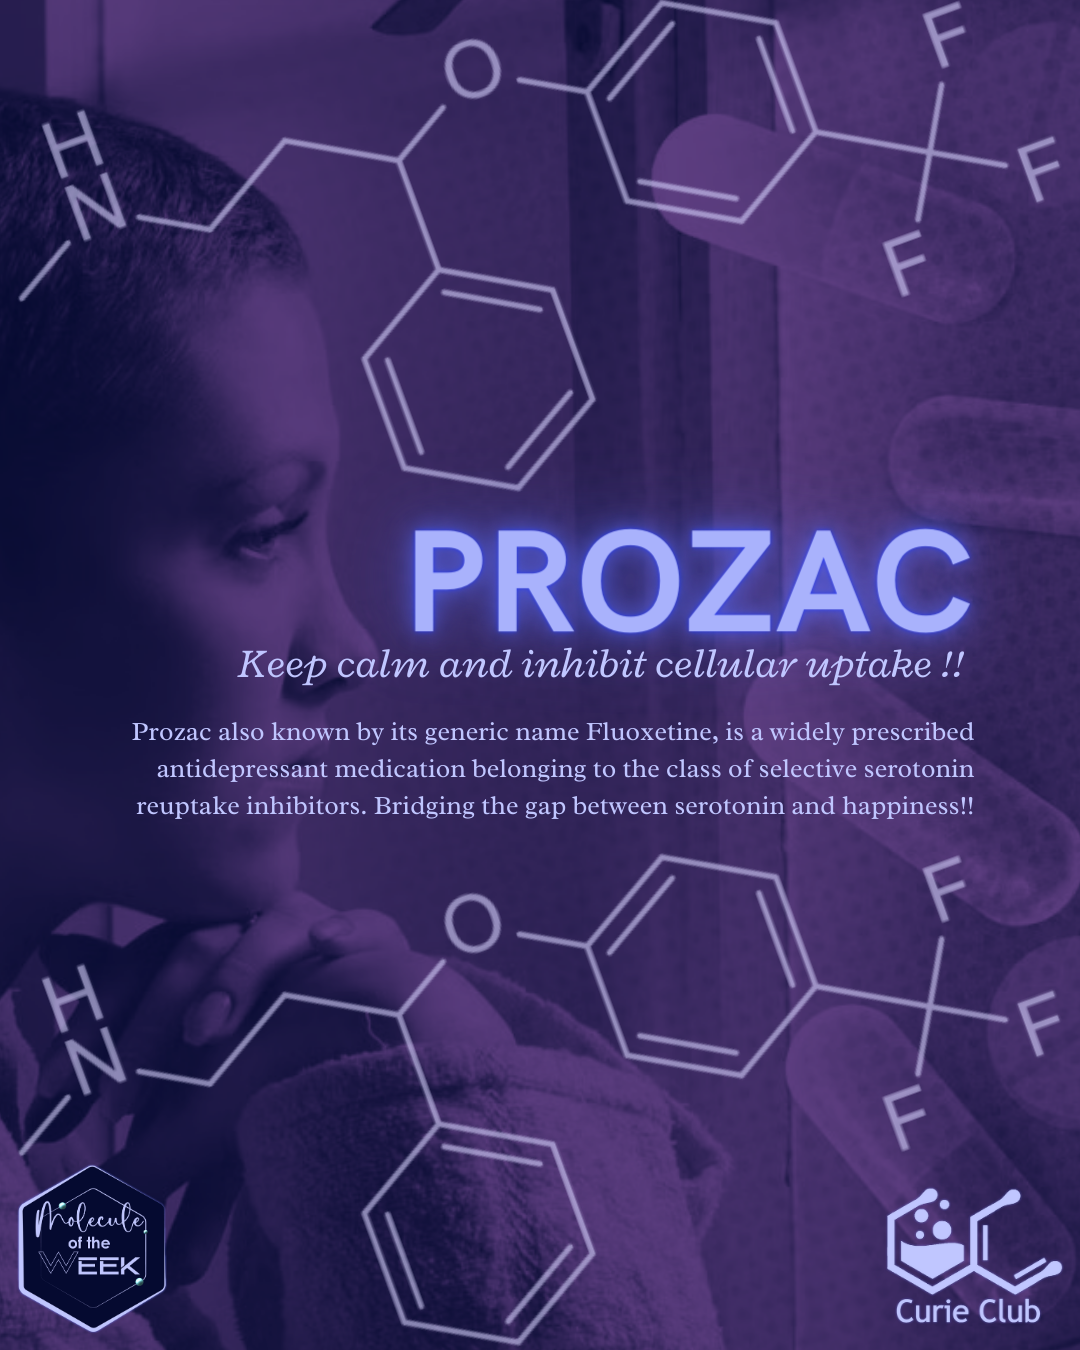 H
N
O
F
F
F
PROZAC
Keep calm and inhibit cellular uptake !!
Prozac also known by its generic name Fluoxetine, is a widely prescribed
antidepressant medication belonging to the class of selective serotonin
reuptake inhibitors. Bridging the gap between serotonin and happiness!!
H
N
O
F
F
F
Molecule
of the
WEEK
Curie Club